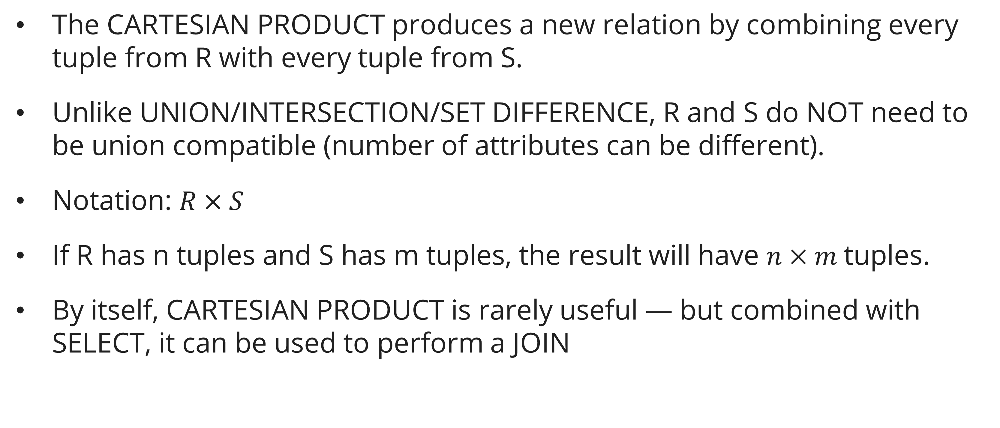 • The CARTESIAN PRODUCT produces a new relation by combining every
tuple from R with every tuple from S.
• Unlike UNION/INTERSECTION/SET DIFFERENCE, R and S do NOT need to
be union compatible (number of attributes can be different).
• Notation: R × S
• If R has n tuples and S has m tuples, the result will have n × m tuples.
• By itself, CARTESIAN PRODUCT is rarely useful — but combined with
SELECT, it can be used to perform a JOIN